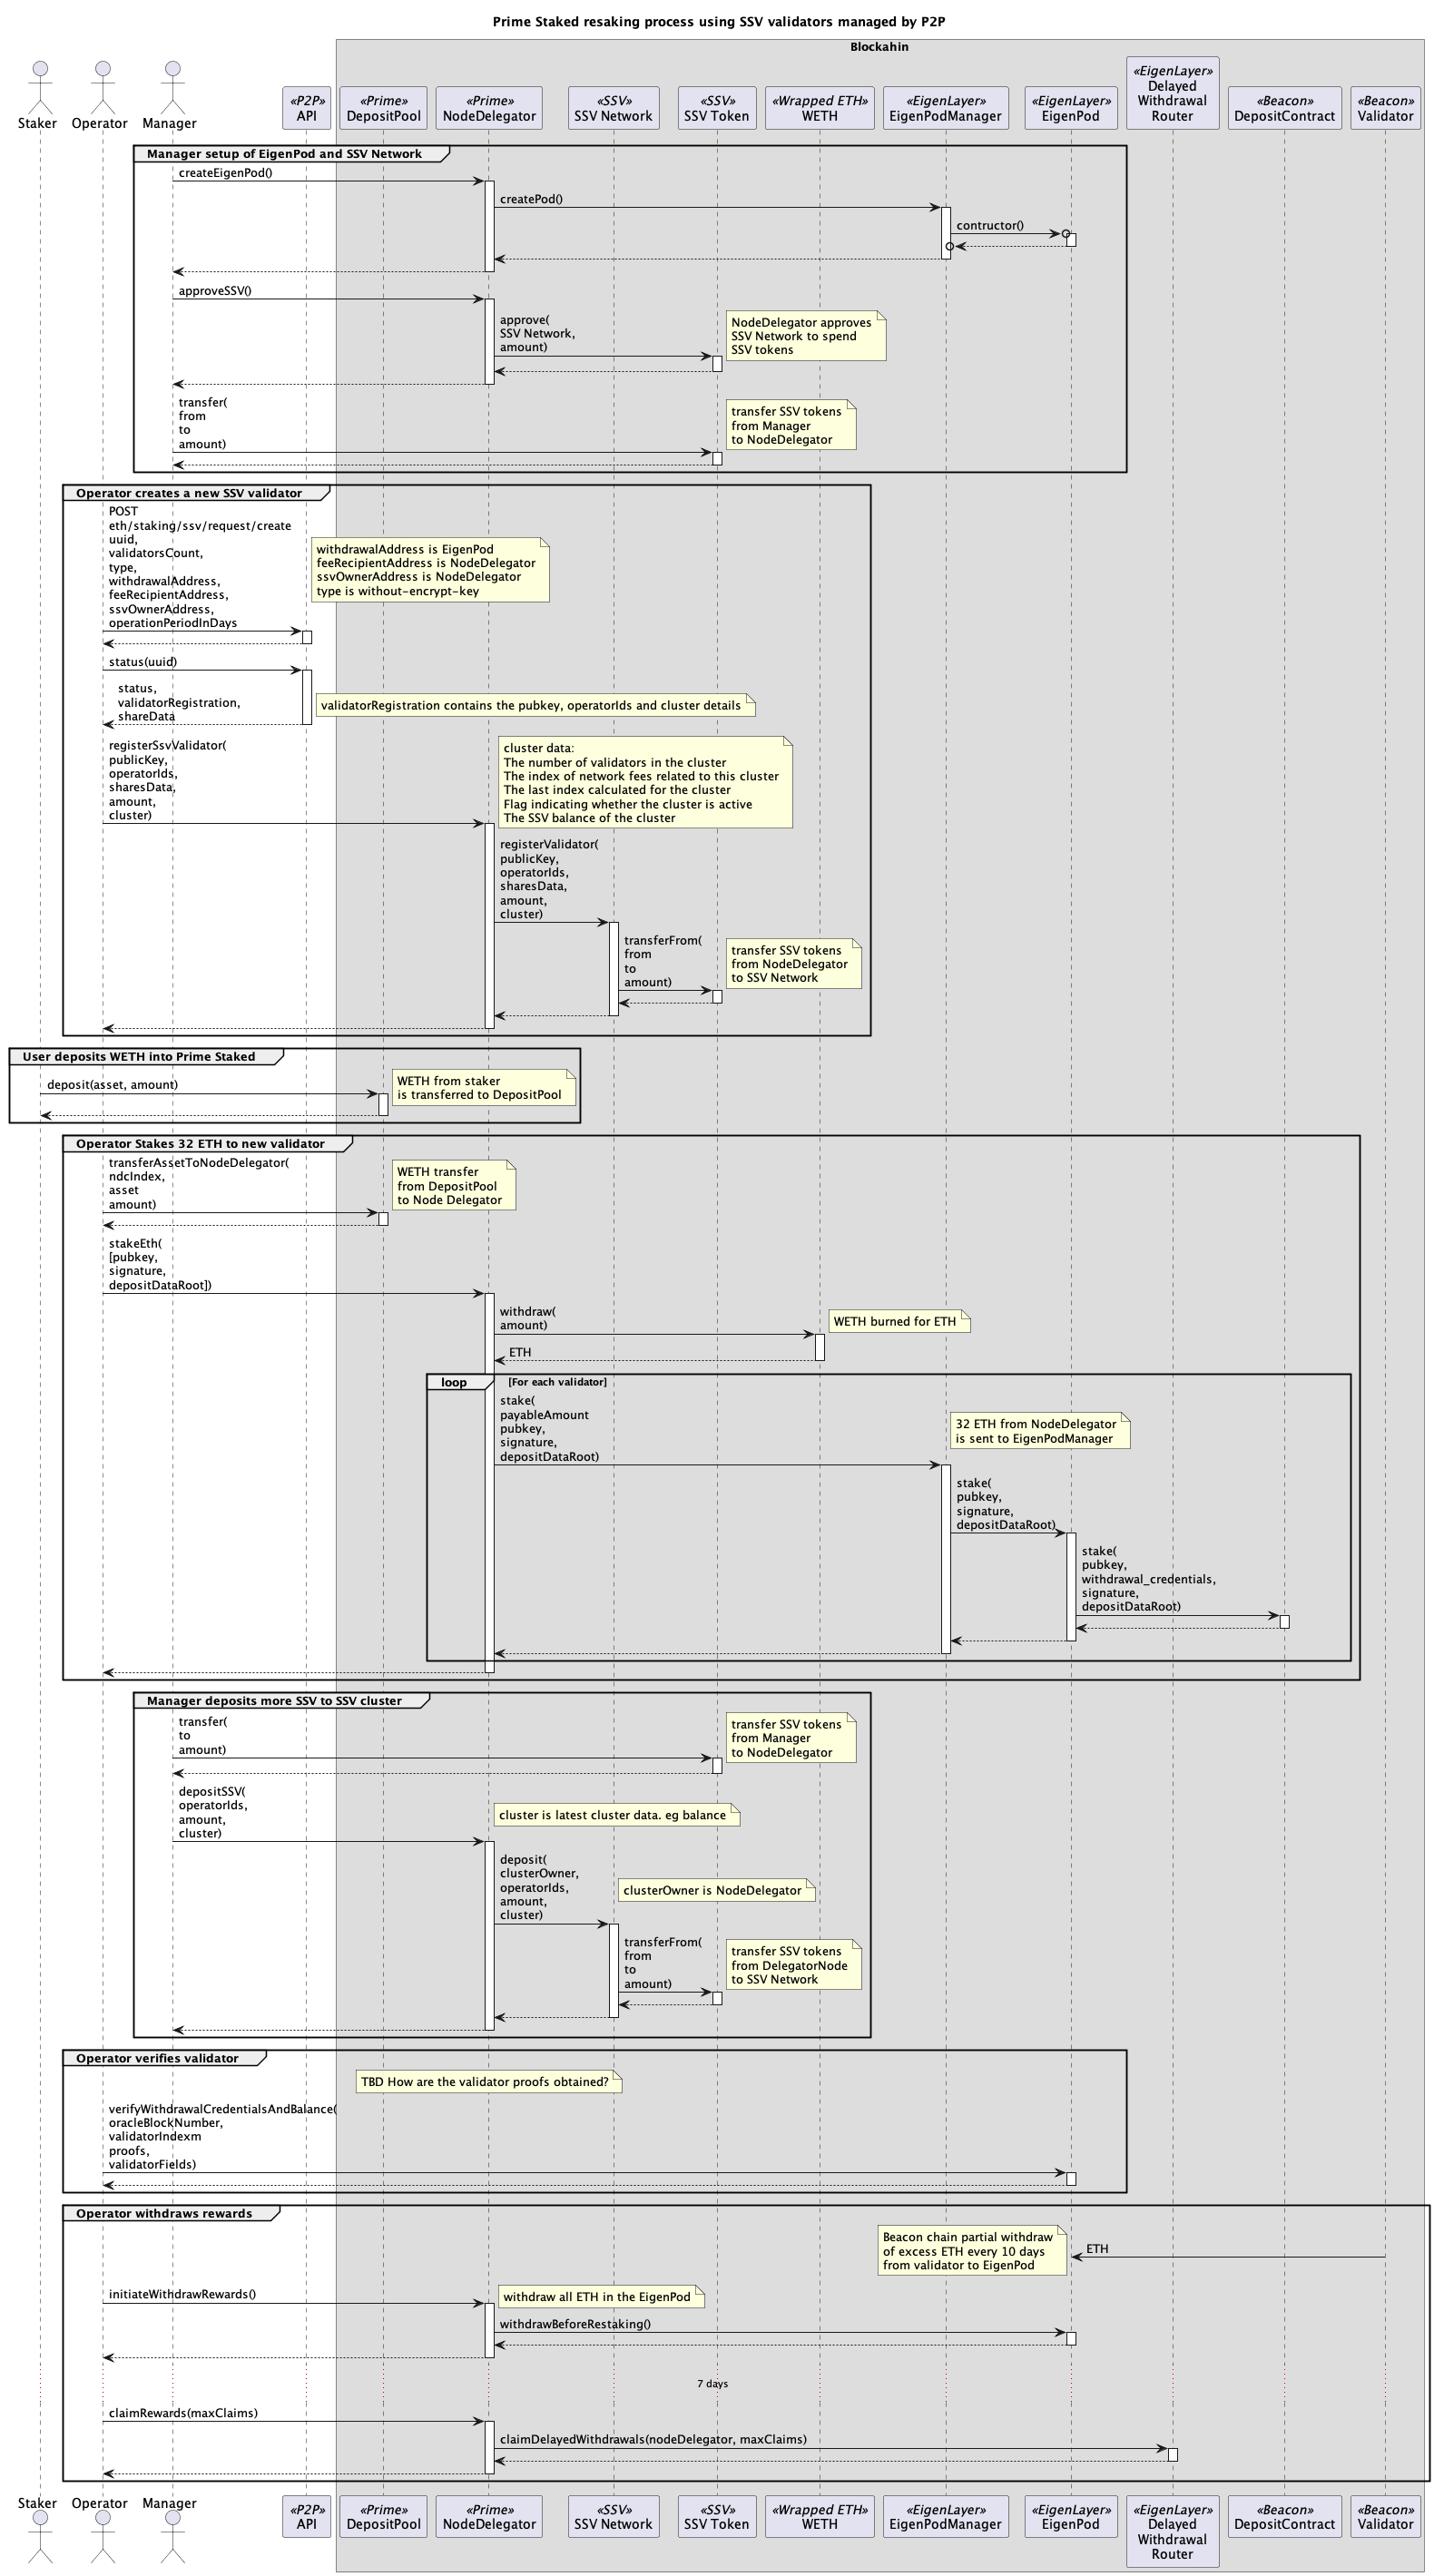 Prime Staked resaking process using SSV validators managed by P2P
Blockahin
Staker
Operator
Manager
«P2P»
API
«Prime»
DepositPool
«Prime»
NodeDelegator
«SSV»
SSV Network
«SSV»
SSV Token
«Wrapped ETH»
WETH
«EigenLayer»
EigenPodManager
«EigenLayer»
EigenPod
«EigenLayer»
Delayed
Withdrawal
Router
«Beacon»
DepositContract
«Beacon»
Validator
Manager setup of EigenPod and SSV Network
createEigenPod()
createPod()
contructor()
approveSSV()
approve(
SSV Network,
amount)
NodeDelegator approves
SSV Network to spend
SSV tokens
transfer(
from
to
amount)
transfer SSV tokens
from Manager
to NodeDelegator
Operator creates a new SSV validator
POST
eth/staking/ssv/request/create
uuid,
validatorsCount,
type,
withdrawalAddress,
feeRecipientAddress,
ssvOwnerAddress,
operationPeriodInDays
withdrawalAddress is EigenPod
feeRecipientAddress is NodeDelegator
ssvOwnerAddress is NodeDelegator
type is without-encrypt-key
status(uuid)
status,
validatorRegistration,
shareData
validatorRegistration contains the pubkey, operatorIds and cluster details
registerSsvValidator(
publicKey,
operatorIds,
sharesData,
amount,
cluster)
cluster data:
The number of validators in the cluster
The index of network fees related to this cluster
The last index calculated for the cluster
Flag indicating whether the cluster is active
The SSV balance of the cluster
registerValidator(
publicKey,
operatorIds,
sharesData,
amount,
cluster)
transferFrom(
from
to
amount)
transfer SSV tokens
from NodeDelegator
to SSV Network
User deposits WETH into Prime Staked
deposit(asset, amount)
WETH from staker
is transferred to DepositPool
Operator Stakes 32 ETH to new validator
transferAssetToNodeDelegator(
ndcIndex,
asset
amount)
WETH transfer
from DepositPool
to Node Delegator
stakeEth(
[pubkey,
signature,
depositDataRoot])
withdraw(
amount)
WETH burned for ETH
ETH
loop
[For each validator]
stake(
payableAmount
pubkey,
signature,
depositDataRoot)
32 ETH from NodeDelegator
is sent to EigenPodManager
stake(
pubkey,
signature,
depositDataRoot)
stake(
pubkey,
withdrawal_credentials,
signature,
depositDataRoot)
Manager deposits more SSV to SSV cluster
transfer(
to
amount)
transfer SSV tokens
from Manager
to NodeDelegator
depositSSV(
operatorIds,
amount,
cluster)
cluster is latest cluster data. eg balance
deposit(
clusterOwner,
operatorIds,
amount,
cluster)
clusterOwner is NodeDelegator
transferFrom(
from
to
amount)
transfer SSV tokens
from DelegatorNode
to SSV Network
Operator verifies validator
TBD How are the validator proofs obtained?
verifyWithdrawalCredentialsAndBalance(
oracleBlockNumber,
validatorIndexm
proofs,
validatorFields)
Operator withdraws rewards
Beacon chain partial withdraw
of excess ETH every 10 days
from validator to EigenPod
ETH
initiateWithdrawRewards()
withdraw all ETH in the EigenPod
withdrawBeforeRestaking()
7 days
claimRewards(maxClaims)
claimDelayedWithdrawals(nodeDelegator, maxClaims)
Staker
Operator
Manager
«P2P»
API
«Prime»
DepositPool
«Prime»
NodeDelegator
«SSV»
SSV Network
«SSV»
SSV Token
«Wrapped ETH»
WETH
«EigenLayer»
EigenPodManager
«EigenLayer»
EigenPod
«EigenLayer»
Delayed
Withdrawal
Router
«Beacon»
DepositContract
«Beacon»
Validator